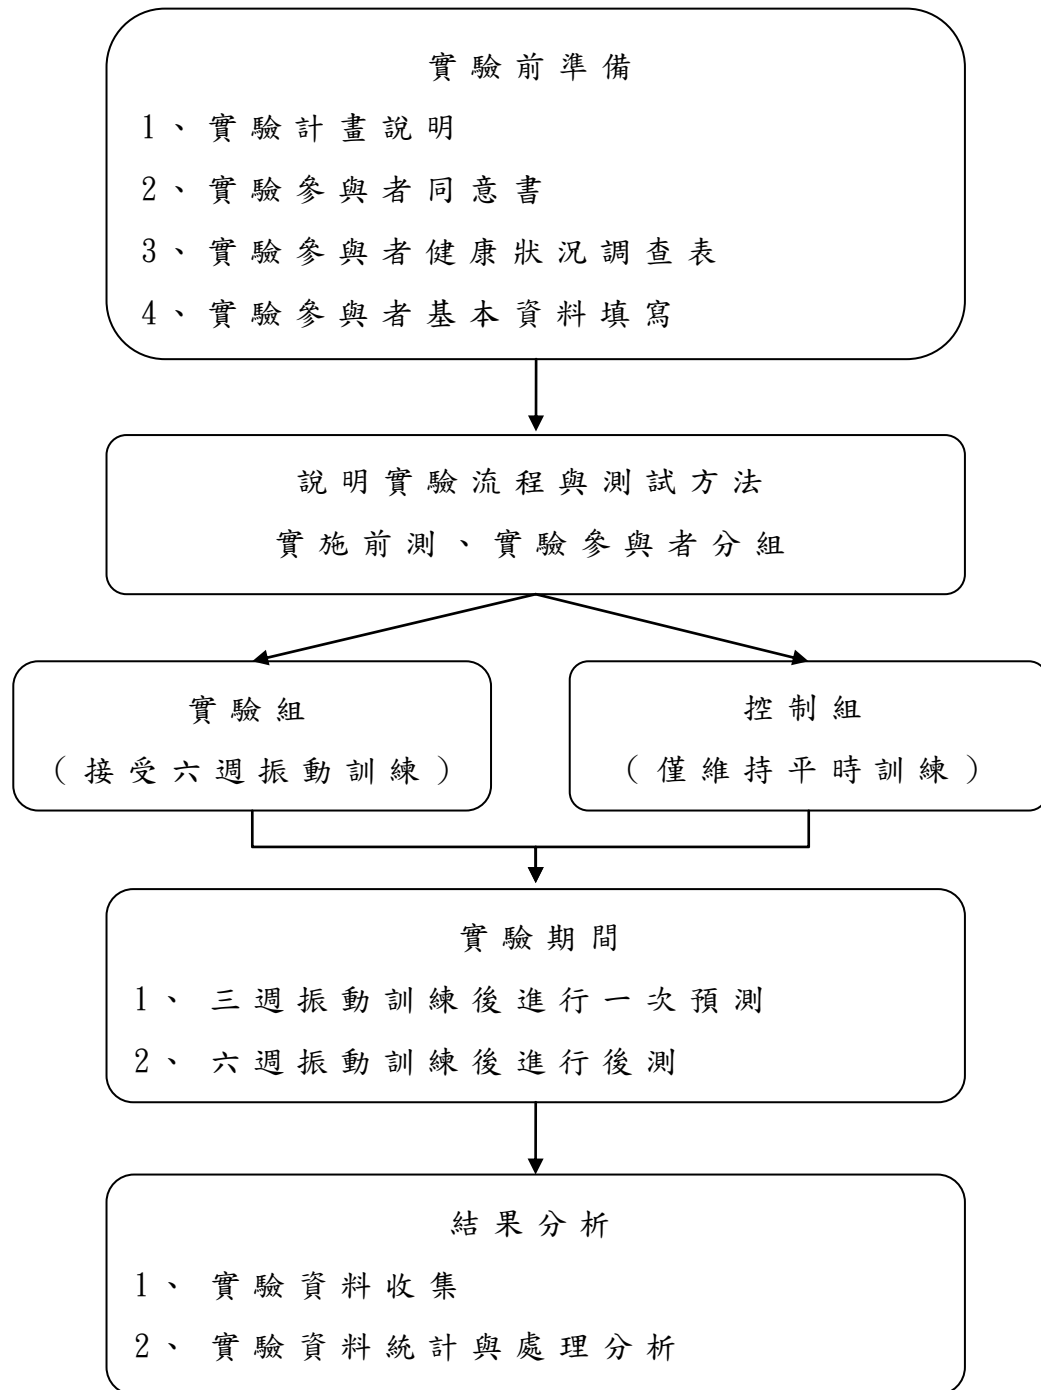 實驗前準備
1、實驗計畫說明
2、實驗參與者同意書
3、實驗參與者健康狀況調查表
4、實驗參與者基本資料填寫
說明實驗流程與測試方法
實施前測、實驗參與者分組
實驗組
(接受六週振動訓練)
控制組
(僅維持平時訓練)
實驗期間
1、 三週振動訓練後進行一次預測
2、 六週振動訓練後進行後測
結果分析
1、 實驗資料收集
2、 實驗資料統計與處理分析